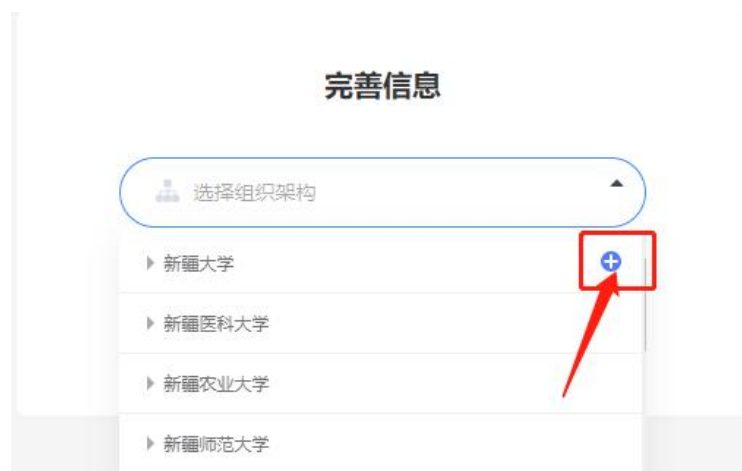 完善信息
选择组织架构
新疆大学
新疆医科大学
新疆农业大学
新疆师范大学